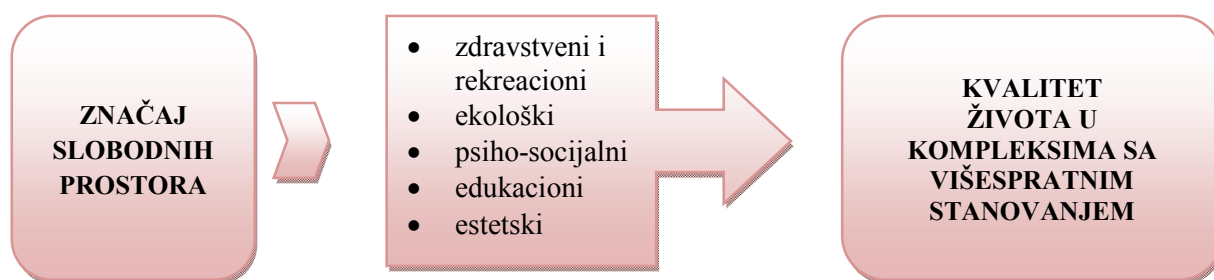 ZNAČAJ
SLOBODNIH
PROSTORA
• zdravstveni i
rekreacioni
• ekološki
• psiho-socijalni
• edukacioni
• estetski
KVALITET
ŽIVOTA U
KOMPLEKSIMA SA
VIŠESPRATNIM
STANOVANJEM